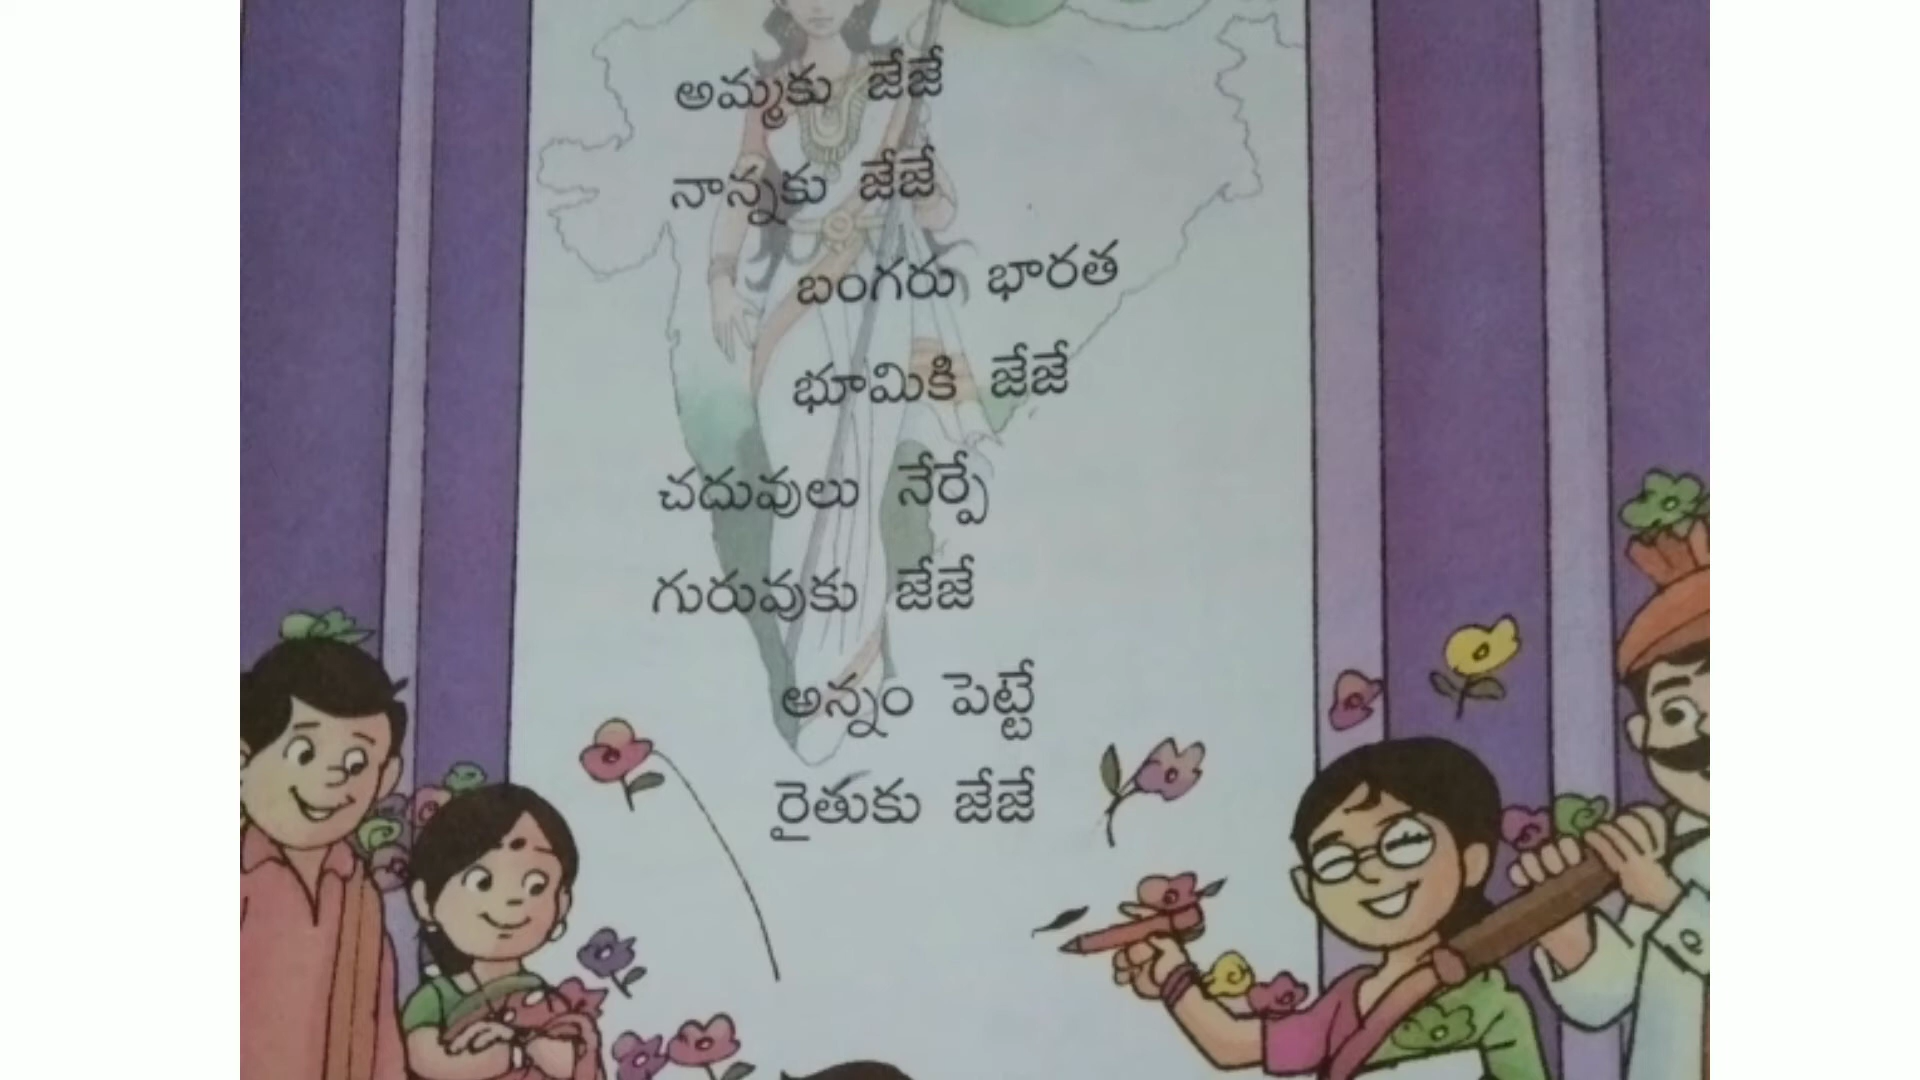 అమ్మకు జేజే
నాన్నకు జేజే
బంగరు భారత
భూమికి జేజే
చదువులు నేర్పే
గురువుకు జేజే
అన్నం పెట్టే
రైతుకు జేజే